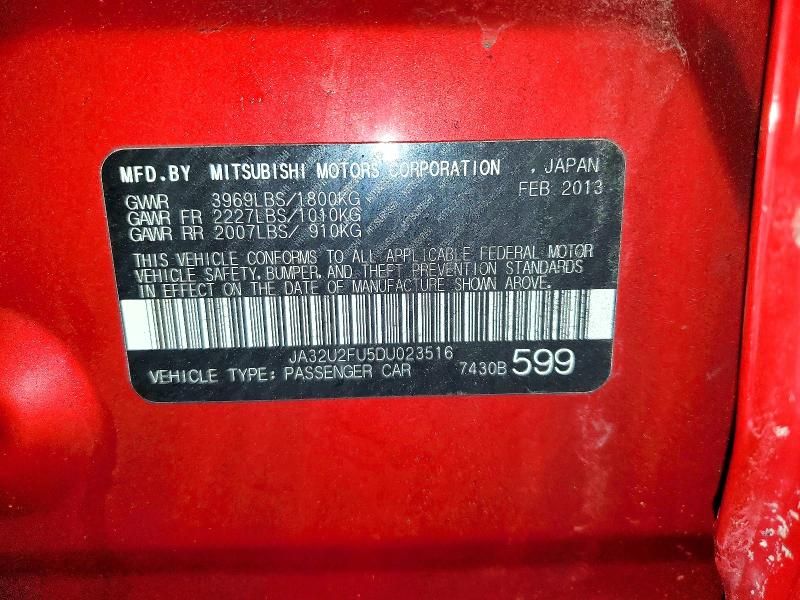 MFD.BY MITSUBISHI MOTORS CORPORATION , JAPAN
GVWR 3969LBS/1800KG FEB 2013
GAWR FR 2227LBS/1010KG
GAWR RR 2007LBS/ 910KG
THIS VEHICLE CONFORMS TO ALL APPLICABLE FEDERAL MOTOR
VEHICLE SAFETY, BUMPER, AND THEFT PREVENTION STANDARDS
IN EFFECT ON THE DATE OF MANUFACTURE SHOWN ABOVE.
JA32U2FU5DU023516
VEHICLE TYPE: PASSENGER CAR 7430B 599